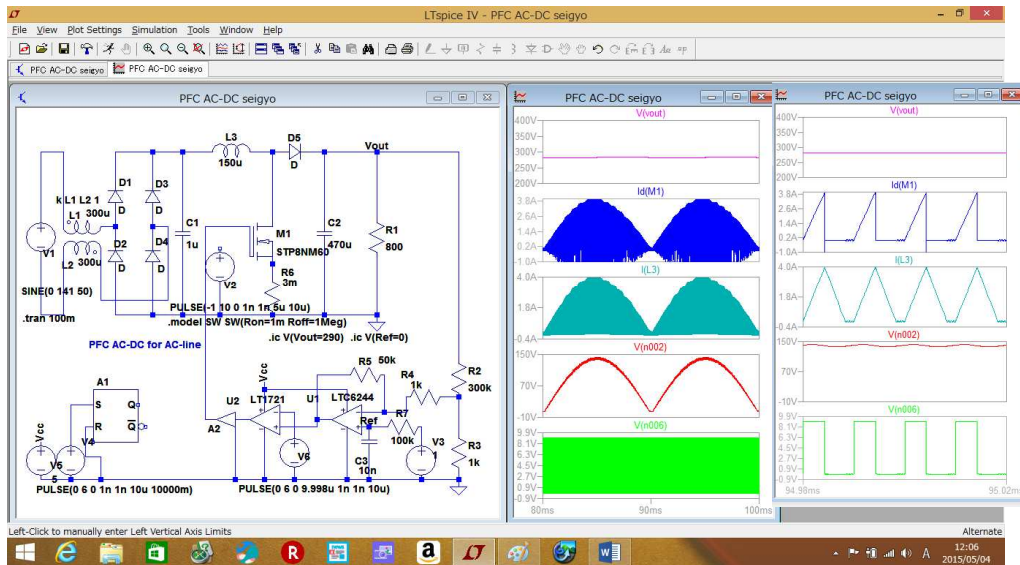 LTspice IV - PFC AC-DC seigyo
File View Plot Settings Simulation Tools Window Help
PFC AC-DC seigyo PFC AC-DC seigyo
PFC AC-DC seigyo
L3
150u
D5
D
Vout
k L1 L2 1
L1 300u
D1
D
D3
D
C1
1u
M1
STP8NM60
C2
470u
R1
800
V1
L2 300u
D2
D
D4
D
V2
R6
3m
SINE(0 141 50)
PULSE(-1 10 0 1n 1n 5u 10u)
.tran 100m
.model SW SW(Ron=1m Roff=1Meg)
.ic V(Vout=290) .ic V(Ref=0)
PFC AC-DC for AC-line
A1
S Q
R Q
Vcc
V5
5
V4
PULSE(0 6 0 1n 1n 10u 10000m)
Vcc
U2 LT1721
A2
V6
PULSE(0 6 0 9.998u 1n 1n 10u)
U1 LTC6244
R5 50k
R4
1k
R7
100k
Ref
C3
10n
V3
1
R2
300k
R3
1k
PFC AC-DC seigyo
V(vout)
400V
350V
300V
250V
200V
Id(M1)
3.8A
2.6A
1.4A
0.2A
-1.0A
I(L3)
4.0A
1.8A
-0.4A
V(n002)
150V
70V
-10V
V(n006)
9.9V
8.1V
6.3V
4.5V
2.7V
0.9V
-0.9V
80ms 90ms 100ms
PFC AC-DC seigyo
V(vout)
400V
350V
300V
250V
200V
Id(M1)
3.8A
2.6A
1.4A
0.2A
-1.0A
I(L3)
4.0A
1.8A
-0.4A
V(n002)
150V
70V
-10V
V(n006)
9.9V
8.1V
6.3V
4.5V
2.7V
0.9V
-0.9V
94.98ms 95.02ms
Left-Click to manually enter Left Vertical Axis Limits
Alternate
A 12:06
2015/05/04